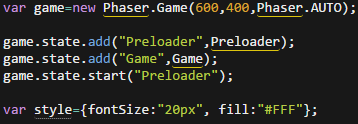 var game=new Phaser.Game(600,400,Phaser.AUTO);
game.state.add("Preloader",Preloader);
game.state.add("Game",Game);
game.state.start("Preloader");
var style={fontSize:"20px", fill:"#FFF"};